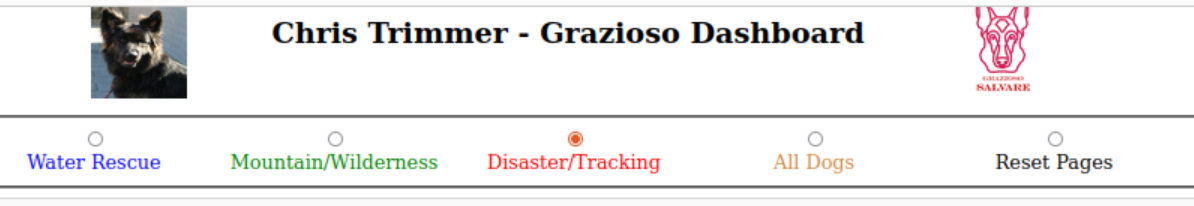 Chris Trimmer - Grazioso Dashboard
GRAZIOSO
SALVARE
Water Rescue
Mountain/Wilderness
Disaster/Tracking
All Dogs
Reset Pages